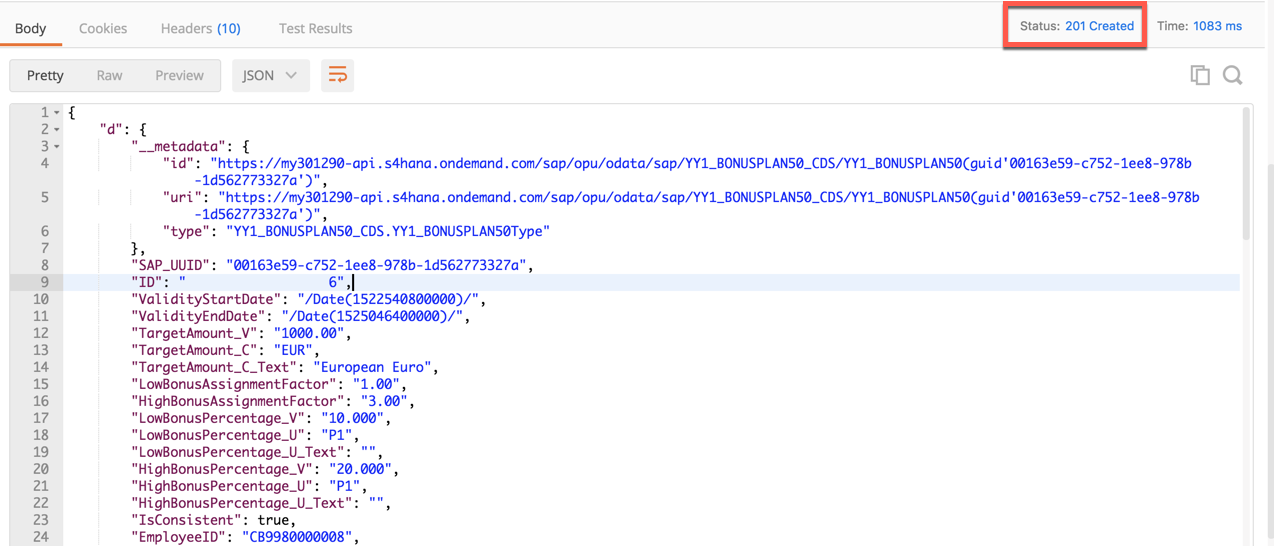 Body Cookies Headers (10) Test Results Status: 201 Created Time: 1083 ms
Pretty Raw Preview JSON
1 {
2 "d": {
3 "__metadata": {
4 "id": "https://my301290-api.s4hana.ondemand.com/sap/opu/odata/sap/YY1_BONUSPLAN50_CDS/YY1_BONUSPLAN50(guid'00163e59-c752-1ee8-978b
-1d562773327a')",
5 "uri": "https://my301290-api.s4hana.ondemand.com/sap/opu/odata/sap/YY1_BONUSPLAN50_CDS/YY1_BONUSPLAN50(guid'00163e59-c752-1ee8-978b
-1d562773327a')",
6 "type": "YY1_BONUSPLAN50_CDS.YY1_BONUSPLAN50Type"
7 },
8 "SAP_UUID": "00163e59-c752-1ee8-978b-1d562773327a",
9 "ID": "                  6",
10 "ValidityStartDate": "/Date(1522540800000)/",
11 "ValidityEndDate": "/Date(1525046400000)/",
12 "TargetAmount_V": "1000.00",
13 "TargetAmount_C": "EUR",
14 "TargetAmount_C_Text": "European Euro",
15 "LowBonusAssignmentFactor": "1.00",
16 "HighBonusAssignmentFactor": "3.00",
17 "LowBonusPercentage_V": "10.000",
18 "LowBonusPercentage_U": "P1",
19 "LowBonusPercentage_U_Text": "",
20 "HighBonusPercentage_V": "20.000",
21 "HighBonusPercentage_U": "P1",
22 "HighBonusPercentage_U_Text": "",
23 "IsConsistent": true,
24 "EmployeeID": "CB9980000008",